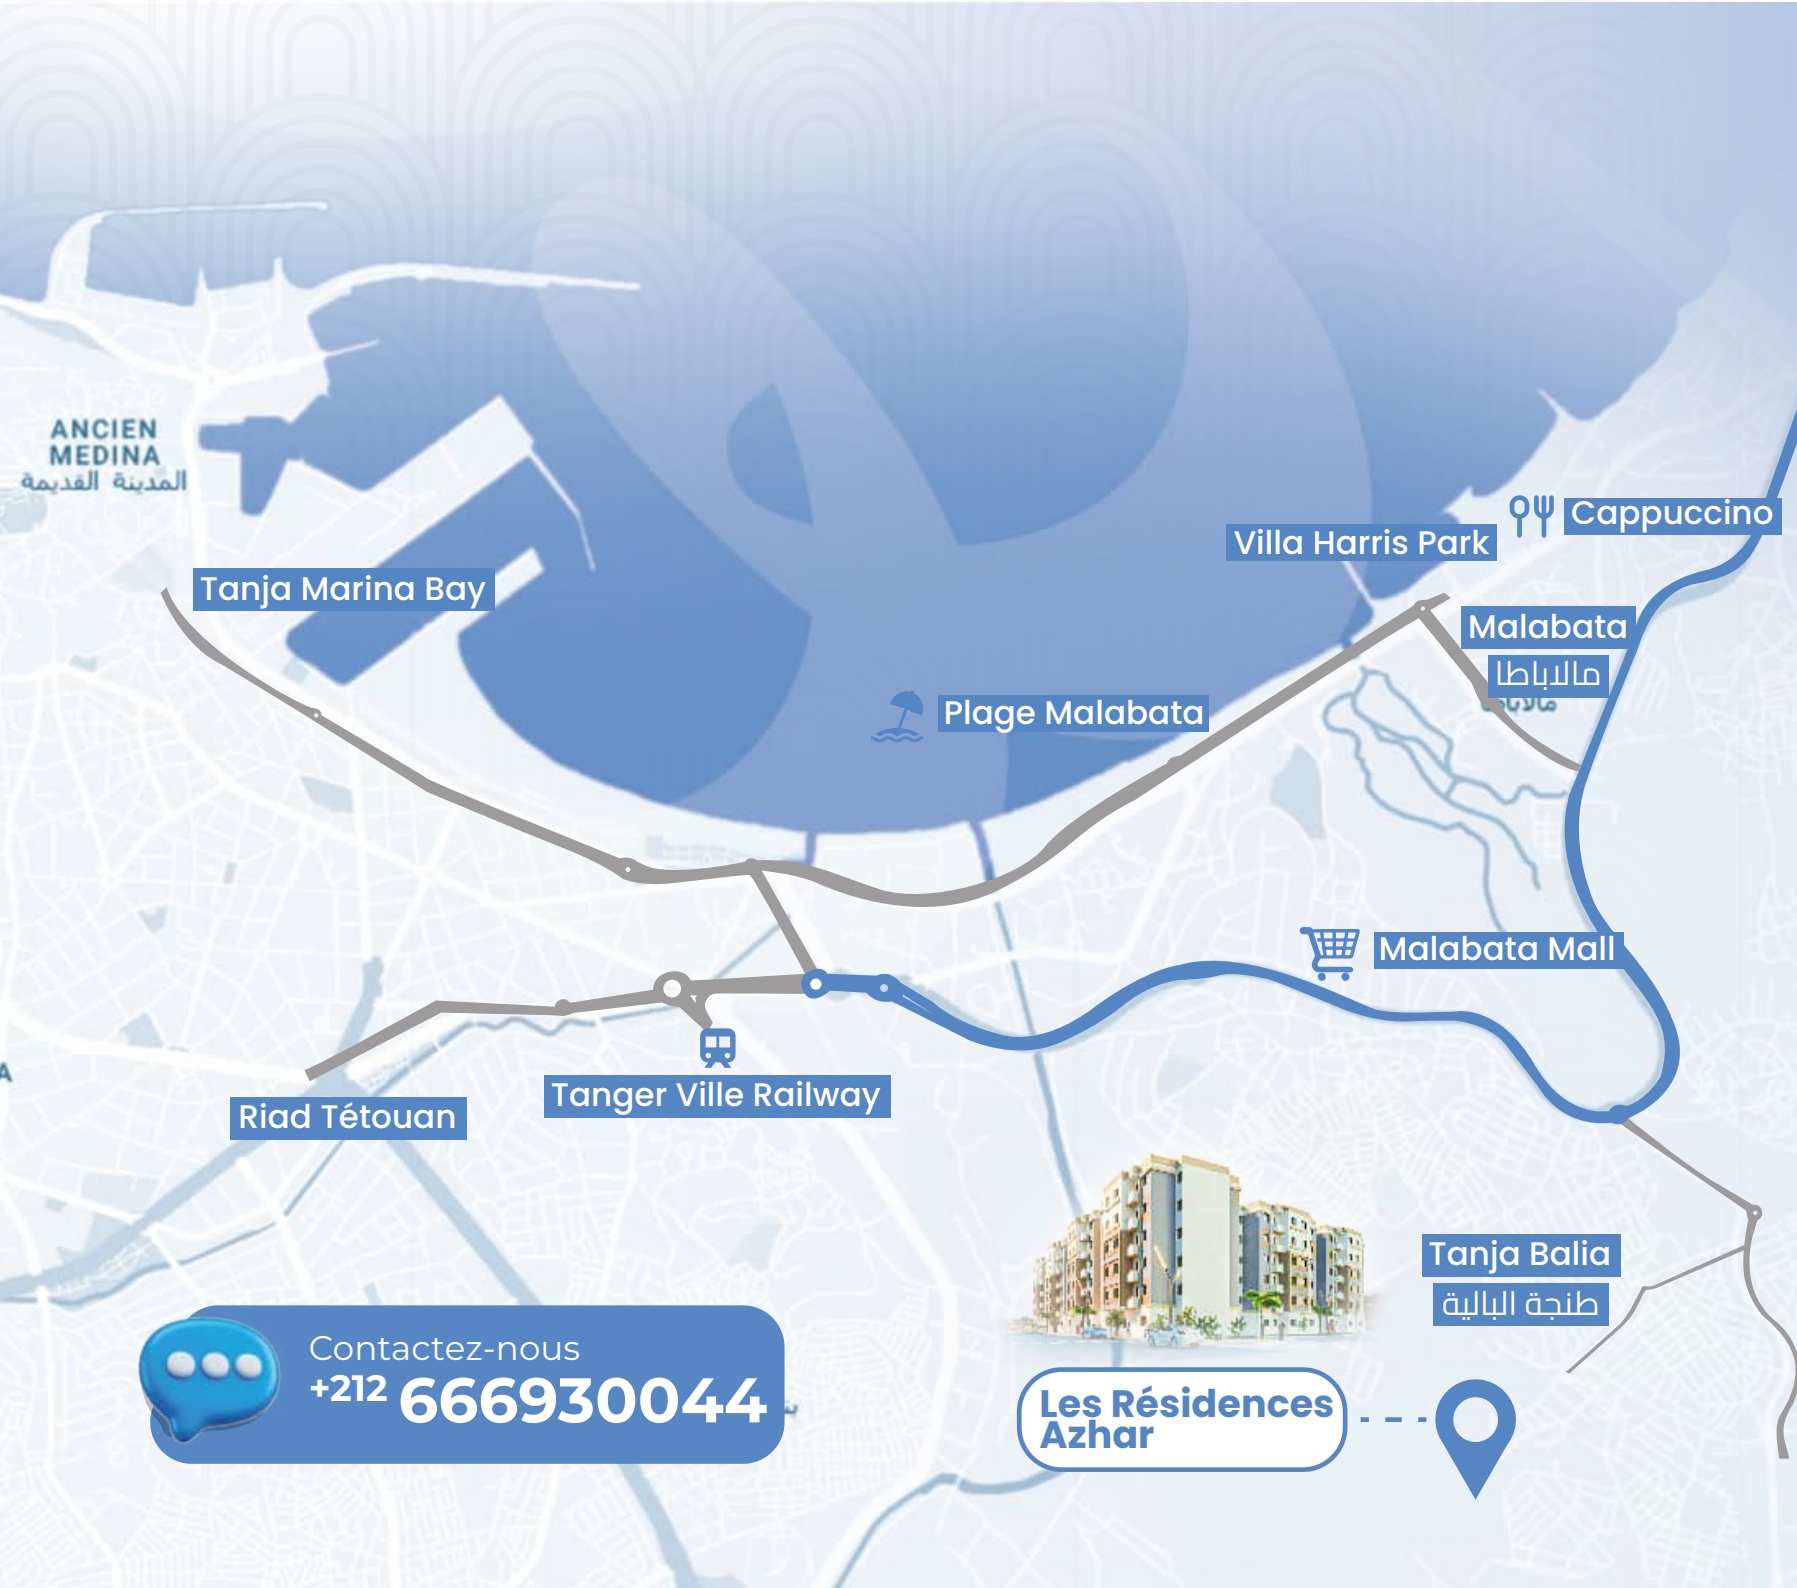 ANCIEN
MEDINA
المدينة القديمة
Cappuccino
Villa Harris Park
Tanja Marina Bay
Malabata
مالاباطا
Plage Malabata
Malabata Mall
Tanger Ville Railway
Riad Tétouan
Tanja Balia
طنجة البالية
Contactez-nous
+212 666930044
Les Résidences
Azhar